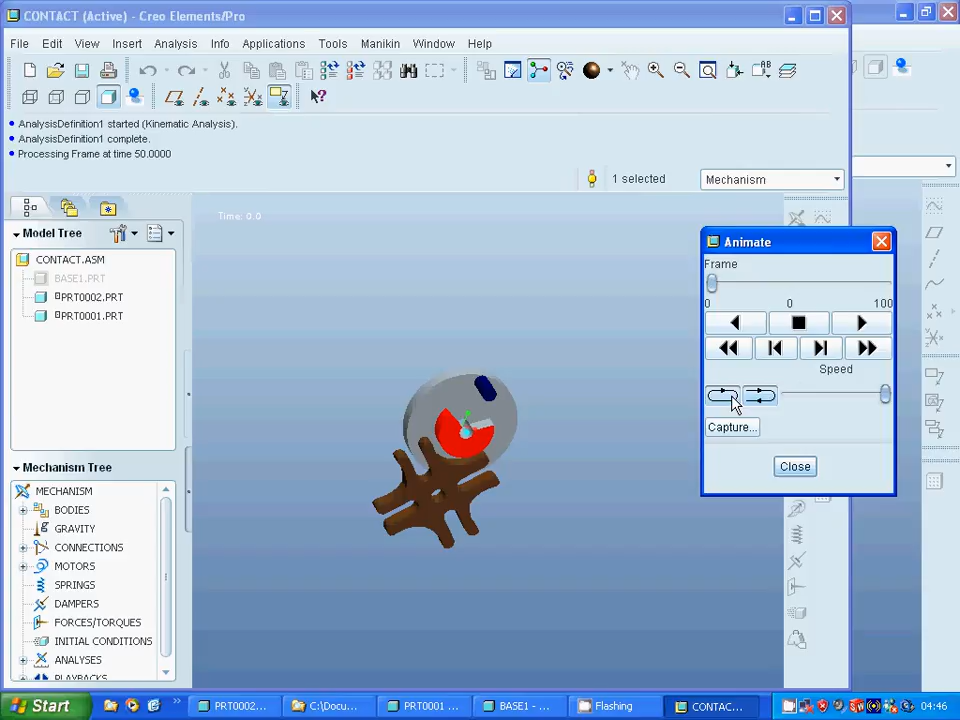 CONTACT (Active) - Creo Elements/Pro
File Edit View Insert Analysis Info Applications Tools Manikin Window Help
AnalysisDefinition1 started (Kinematic Analysis).
AnalysisDefinition1 complete.
Processing Frame at time 50.0000
1 selected
Mechanism
Time: 0.0
Model Tree
CONTACT.ASM
BASE1.PRT
PRT0002.PRT
PRT0001.PRT
Mechanism Tree
MECHANISM
BODIES
GRAVITY
CONNECTIONS
MOTORS
SPRINGS
DAMPERS
FORCES/TORQUES
INITIAL CONDITIONS
ANALYSES
PLAYBACKS
Animate
Frame
0 0 100
Speed
Capture...
Close
Start
PRT0002...
C:\Docu...
PRT0001 ...
BASE1 - ...
Flashing
CONTAC...
04:46